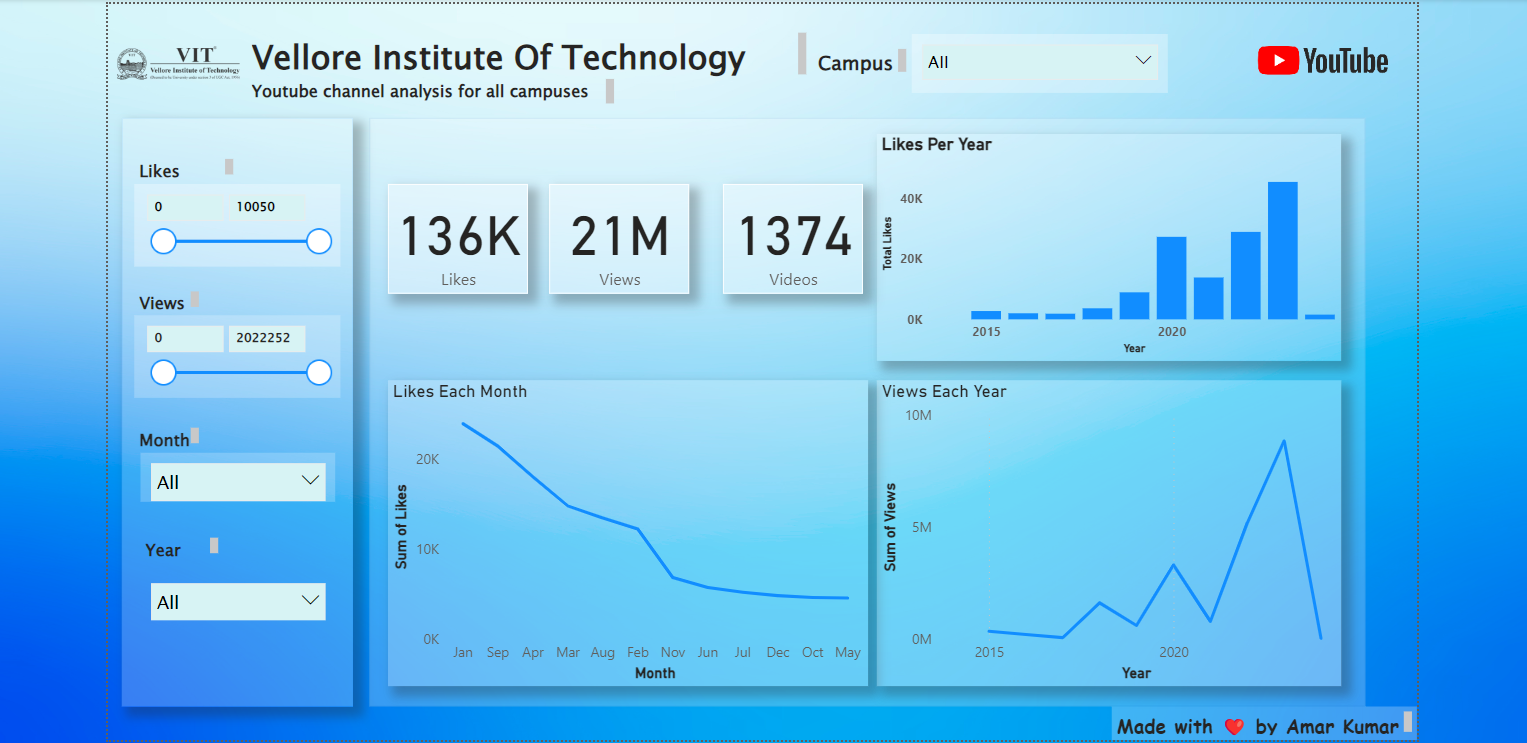 VIT
Vellore Institute of Technology
Vellore Institute Of Technology
Youtube channel analysis for all campuses
Campus
All
YouTube
Likes
0 10050
Views
0 2022252
Month
All
Year
All
136K
Likes
21M
Views
1374
Videos
Likes Per Year
Total Likes
40K
20K
0K
2015 2020
Year
Likes Each Month
Sum of Likes
20K
10K
0K
Jan Sep Apr Mar Aug Feb Nov Jun Jul Dec Oct May
Month
Views Each Year
Sum of Views
10M
5M
0M
2015 2020
Year
Made with ❤️ by Amar Kumar